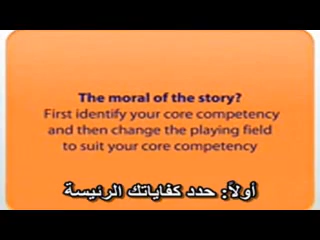 The moral of the story?
First identify your core competency
and then change the playing field
to suit your core competency
أولاً: حدد كفاياتك الرئيسة